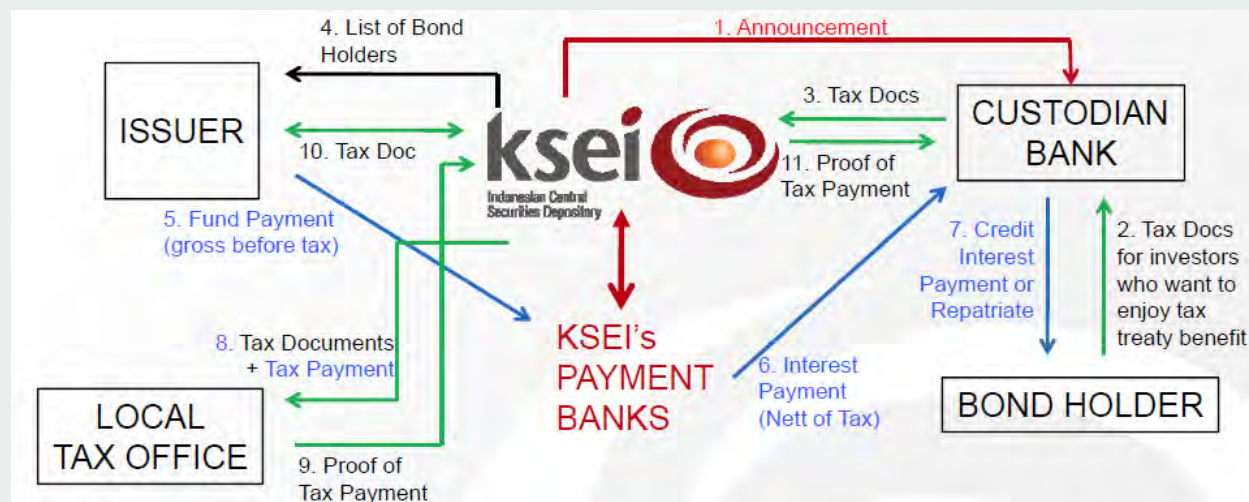 4. List of Bond
Holders
1. Announcement
ISSUER
10. Tax Doc
ksei
Indonesian Central
Securities Depository
3. Tax Docs
11. Proof of
Tax Payment
CUSTODIAN
BANK
5. Fund Payment
(gross before tax)
7. Credit
Interest
Payment or
Repatriate
2. Tax Docs
for investors
who want to
enjoy tax
treaty benefit
8. Tax Documents
+ Tax Payment
KSEI's
PAYMENT
BANKS
6. Interest
Payment
(Nett of Tax)
BOND HOLDER
LOCAL
TAX OFFICE
9. Proof of
Tax Payment